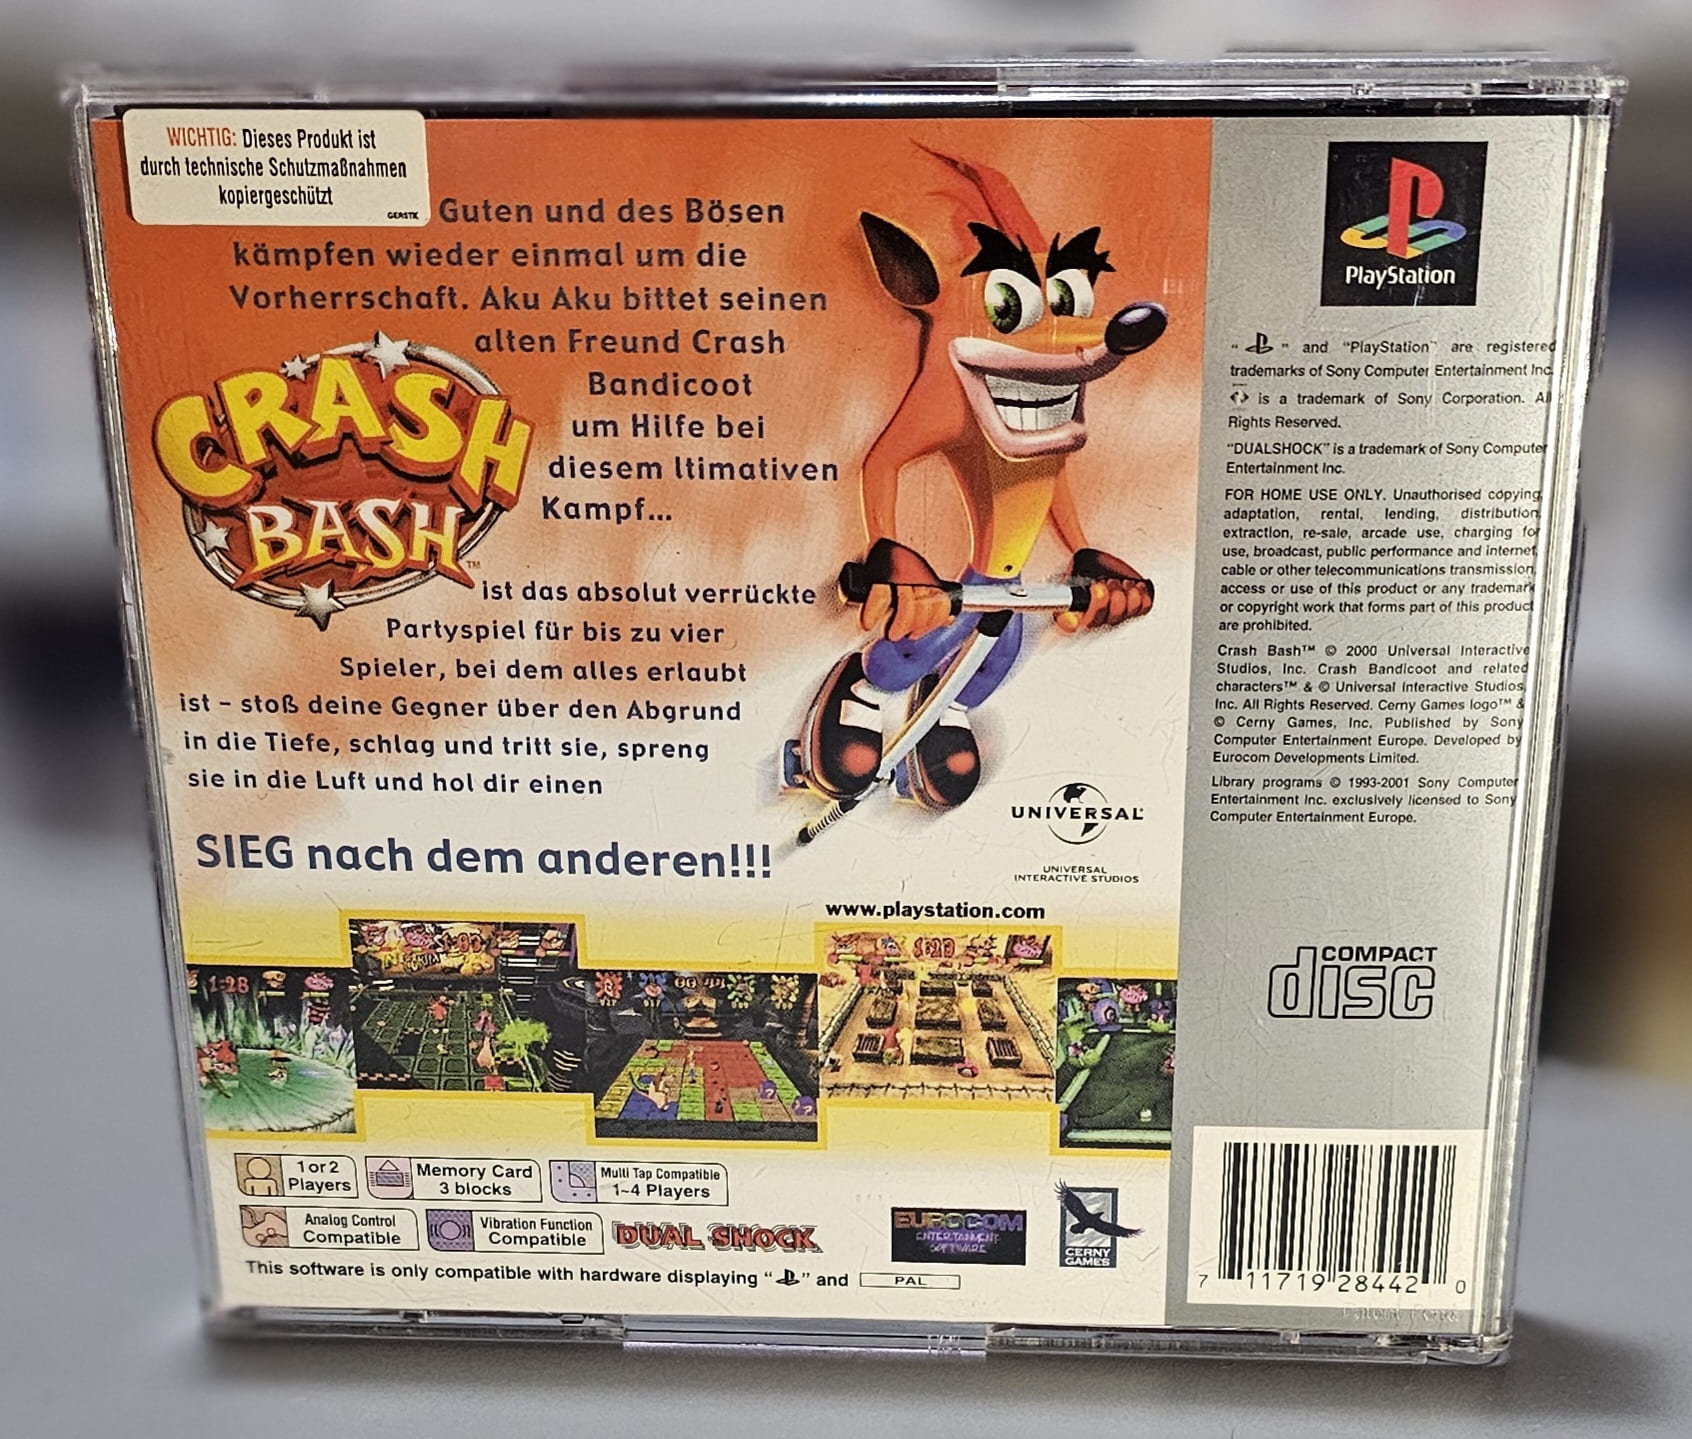 WICHTIG: Dieses Produkt ist
durch technische Schutzmaßnahmen
kopiergeschützt
GERSTK
Guten und des Bösen
kämpfen wieder einmal um die
Vorherrschaft. Aku Aku bittet seinen
alten Freund Crash
Bandicoot
um Hilfe bei
diesem ltimativen
Kampf...
CRASH
BASH™
ist das absolut verrückte
Partyspiel für bis zu vier
Spieler, bei dem alles erlaubt
ist – stoß deine Gegner über den Abgrund
in die Tiefe, schlag und tritt sie, spreng
sie in die Luft und hol dir einen
SIEG nach dem anderen!!!
UNIVERSAL
UNIVERSAL
INTERACTIVE STUDIOS
www.playstation.com
1:28
1:20
1 or 2
Players
Memory Card
3 blocks
Multi Tap Compatible
1~4 Players
Analog Control
Compatible
Vibration Function
Compatible
DUAL SHOCK
EUROCOM
ENTERTAINMENT
SOFTWARE
CERNY
GAMES
This software is only compatible with hardware displaying “ ” and PAL
PlayStation
“ ” and “PlayStation” are registered
trademarks of Sony Computer Entertainment Inc.
is a trademark of Sony Corporation. All
Rights Reserved.
“DUALSHOCK” is a trademark of Sony Computer
Entertainment Inc.
FOR HOME USE ONLY. Unauthorised copying,
adaptation, rental, lending, distribution,
extraction, re-sale, arcade use, charging for
use, broadcast, public performance and internet,
cable or other telecommunications transmission,
access or use of this product or any trademark
or copyright work that forms part of this product
are prohibited.
Crash Bash™ © 2000 Universal Interactive
Studios, Inc. Crash Bandicoot and related
characters™ & © Universal Interactive Studios,
Inc. All Rights Reserved. Cerny Games logo™ &
© Cerny Games, Inc. Published by Sony
Computer Entertainment Europe. Developed by
Eurocom Developments Limited.
Library programs © 1993-2001 Sony Computer
Entertainment Inc. exclusively licensed to Sony
Computer Entertainment Europe.
COMPACT
disc
7 11719 28442 0